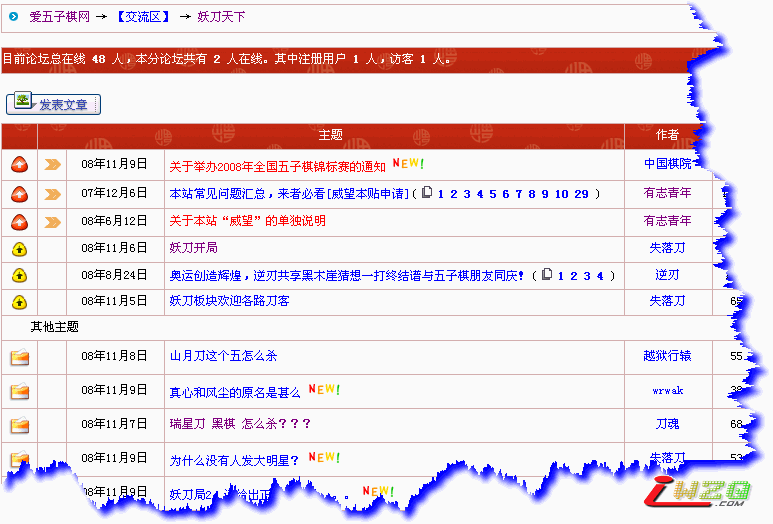 爱五子棋网 → 【交流区】 → 妖刀天下
目前论坛总在线 48 人，本分论坛共有 2 人在线。其中注册用户 1 人，访客 1 人。
发表文章
主题 作者
08年11月9日 关于举办2008年全国五子棋锦标赛的通知 NEW! 中国棋院
07年12月6日 本站常见问题汇总，来者必看[威望本贴申请] ( 1 2 3 4 5 6 7 8 9 10 29 ) 有志青年
08年6月12日 关于本站“威望”的单独说明 有志青年
08年11月6日 妖刀开局 失落刀
08年8月24日 奥运创造辉煌，逆刃共享黑木崖猜想一打终结谱与五子棋朋友同庆! ( 1 2 3 4 ) 逆刃
08年11月5日 妖刀板块欢迎各路刀客 失落刀
其他主题
08年11月8日 山月刀这个五怎么杀 越狱行辕 55
08年11月9日 真心和风尘的原名是甚么 NEW! wrwak
08年11月7日 瑞星刀 黑棋 怎么杀？？？ 刀魂 68
08年11月9日 为什么没有人发大明星? NEW! 失落刀 53
08年11月9日 妖刀局2 给出正 NEW!
iWZQ
.COM